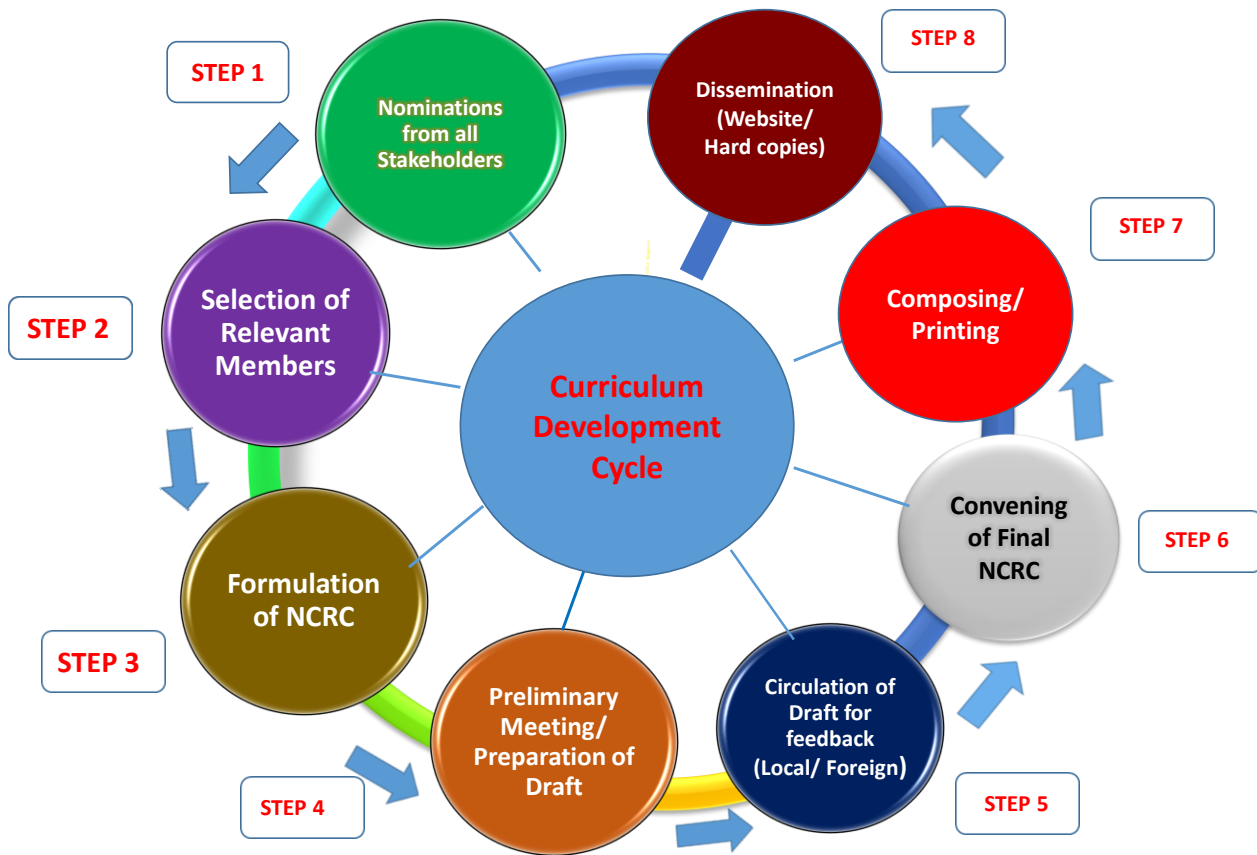 STEP 1
Nominations
from all
Stakeholders
STEP 2
Selection of
Relevant
Members
STEP 3
Formulation
of NCRC
STEP 4
Preliminary
Meeting/
Preparation of
Draft
STEP 5
Circulation of
Draft for
feedback
(Local/ Foreign)
STEP 6
Convening
of Final
NCRC
STEP 7
Composing/
Printing
STEP 8
Dissemination
(Website/
Hard copies)
Curriculum
Development
Cycle